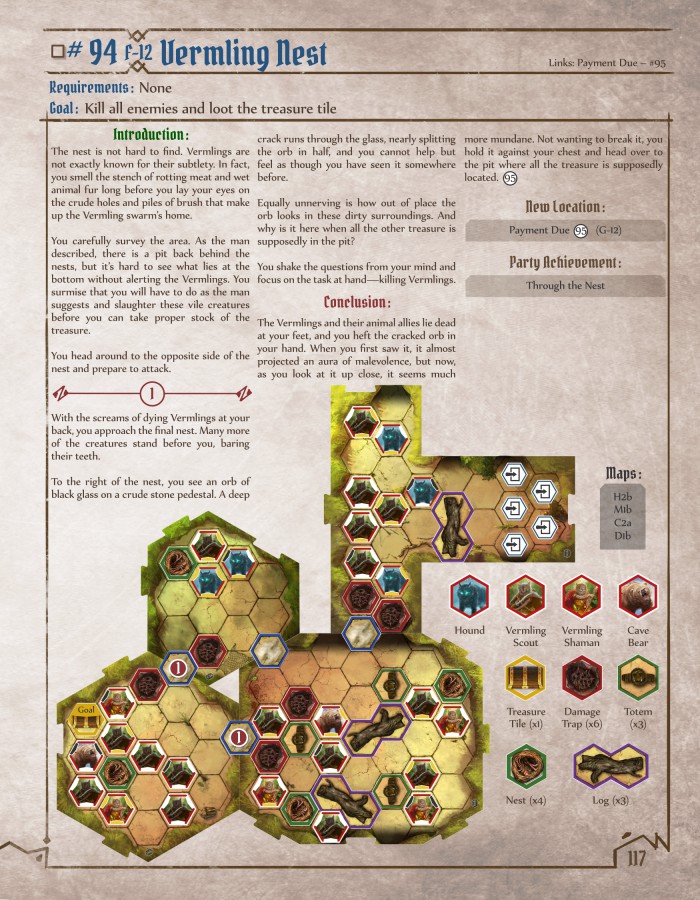 # 94 F-12 Vermling Nest
Links: Payment Due – #95
Requirements: None
Goal: Kill all enemies and loot the treasure tile
Introduction:
The nest is not hard to find. Vermlings are
not exactly known for their subtlety. In fact,
you smell the stench of rotting meat and wet
animal fur long before you lay your eyes on
the crude holes and piles of brush that make
up the Vermling swarm's home.
You carefully survey the area. As the man
described, there is a pit back behind the
nests, but it's hard to see what lies at the
bottom without alerting the Vermlings. You
surmise that you will have to do as the man
suggests and slaughter these vile creatures
before you can take proper stock of the
treasure.
You head around to the opposite side of the
nest and prepare to attack.
1
With the screams of dying Vermlings at your
back, you approach the final nest. Many more
of the creatures stand before you, baring
their teeth.
To the right of the nest, you see an orb of
black glass on a crude stone pedestal. A deep
crack runs through the glass, nearly splitting
the orb in half, and you cannot help but
feel as though you have seen it somewhere
before.
Equally unnerving is how out of place the
orb looks in these dirty surroundings. And
why is it here when all the other treasure is
supposedly in the pit?
You shake the questions from your mind and
focus on the task at hand—killing Vermlings.
Conclusion:
The Vermlings and their animal allies lie dead
at your feet, and you heft the cracked orb in
your hand. When you first saw it, it almost
projected an aura of malevolence, but now,
as you look at it up close, it seems much
more mundane. Not wanting to break it, you
hold it against your chest and head over to
the pit where all the treasure is supposedly
located. 95
New Location:
Payment Due 95 (G-12)
Party Achievement:
Through the Nest
Maps:
H2b
M1b
C2a
D1b
1
1
Goal
Hound
Vermling
Scout
Vermling
Shaman
Cave
Bear
Treasure
Tile (x1)
Damage
Trap (x6)
Totem
(x3)
Nest (x4)
Log (x3)
117